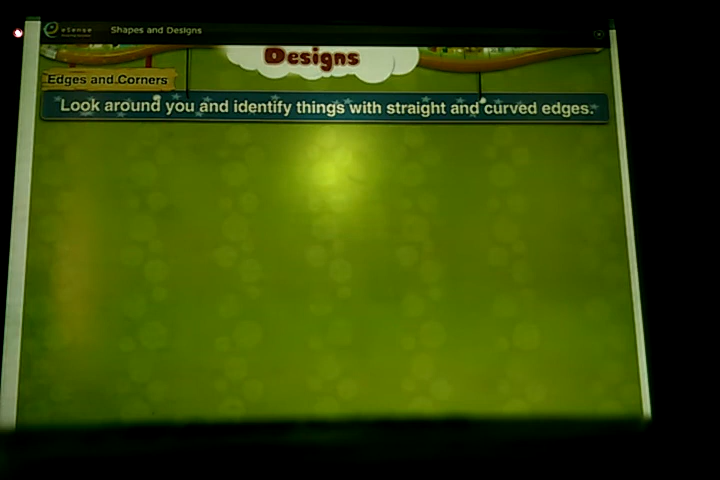 eSense
Shapes and Designs
Designs
Edges and Corners
Look around you and identify things with straight and curved edges.